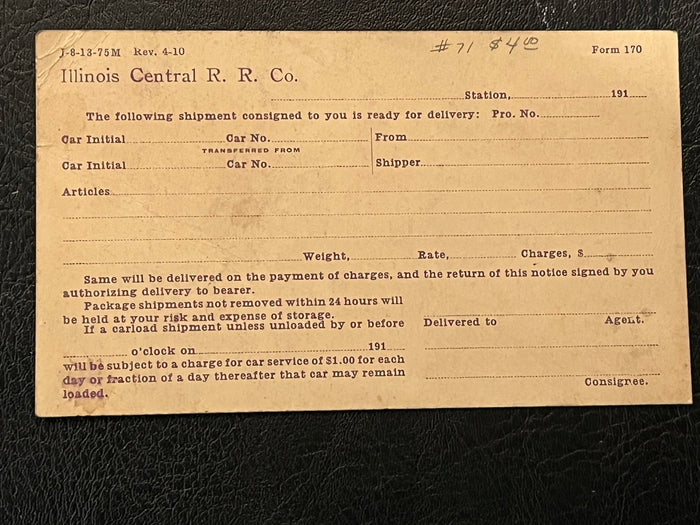 J-8-13-75M Rev. 4-10 #71 $4.00 Form 170
Illinois Central R. R. Co.
Station, 191
The following shipment consigned to you is ready for delivery: Pro. No.
Car Initial Car No. From
TRANSFERRED FROM
Car Initial Car No. Shipper
Articles
Weight, Rate, Charges, $
Same will be delivered on the payment of charges, and the return of this notice signed by you
authorizing delivery to bearer.
Package shipments not removed within 24 hours will
be held at your risk and expense of storage.
If a carload shipment unless unloaded by or before
Delivered to Agent.
o'clock on 191
will be subject to a charge for car service of $1.00 for each
day or fraction of a day thereafter that car may remain
loaded.
Consignee.